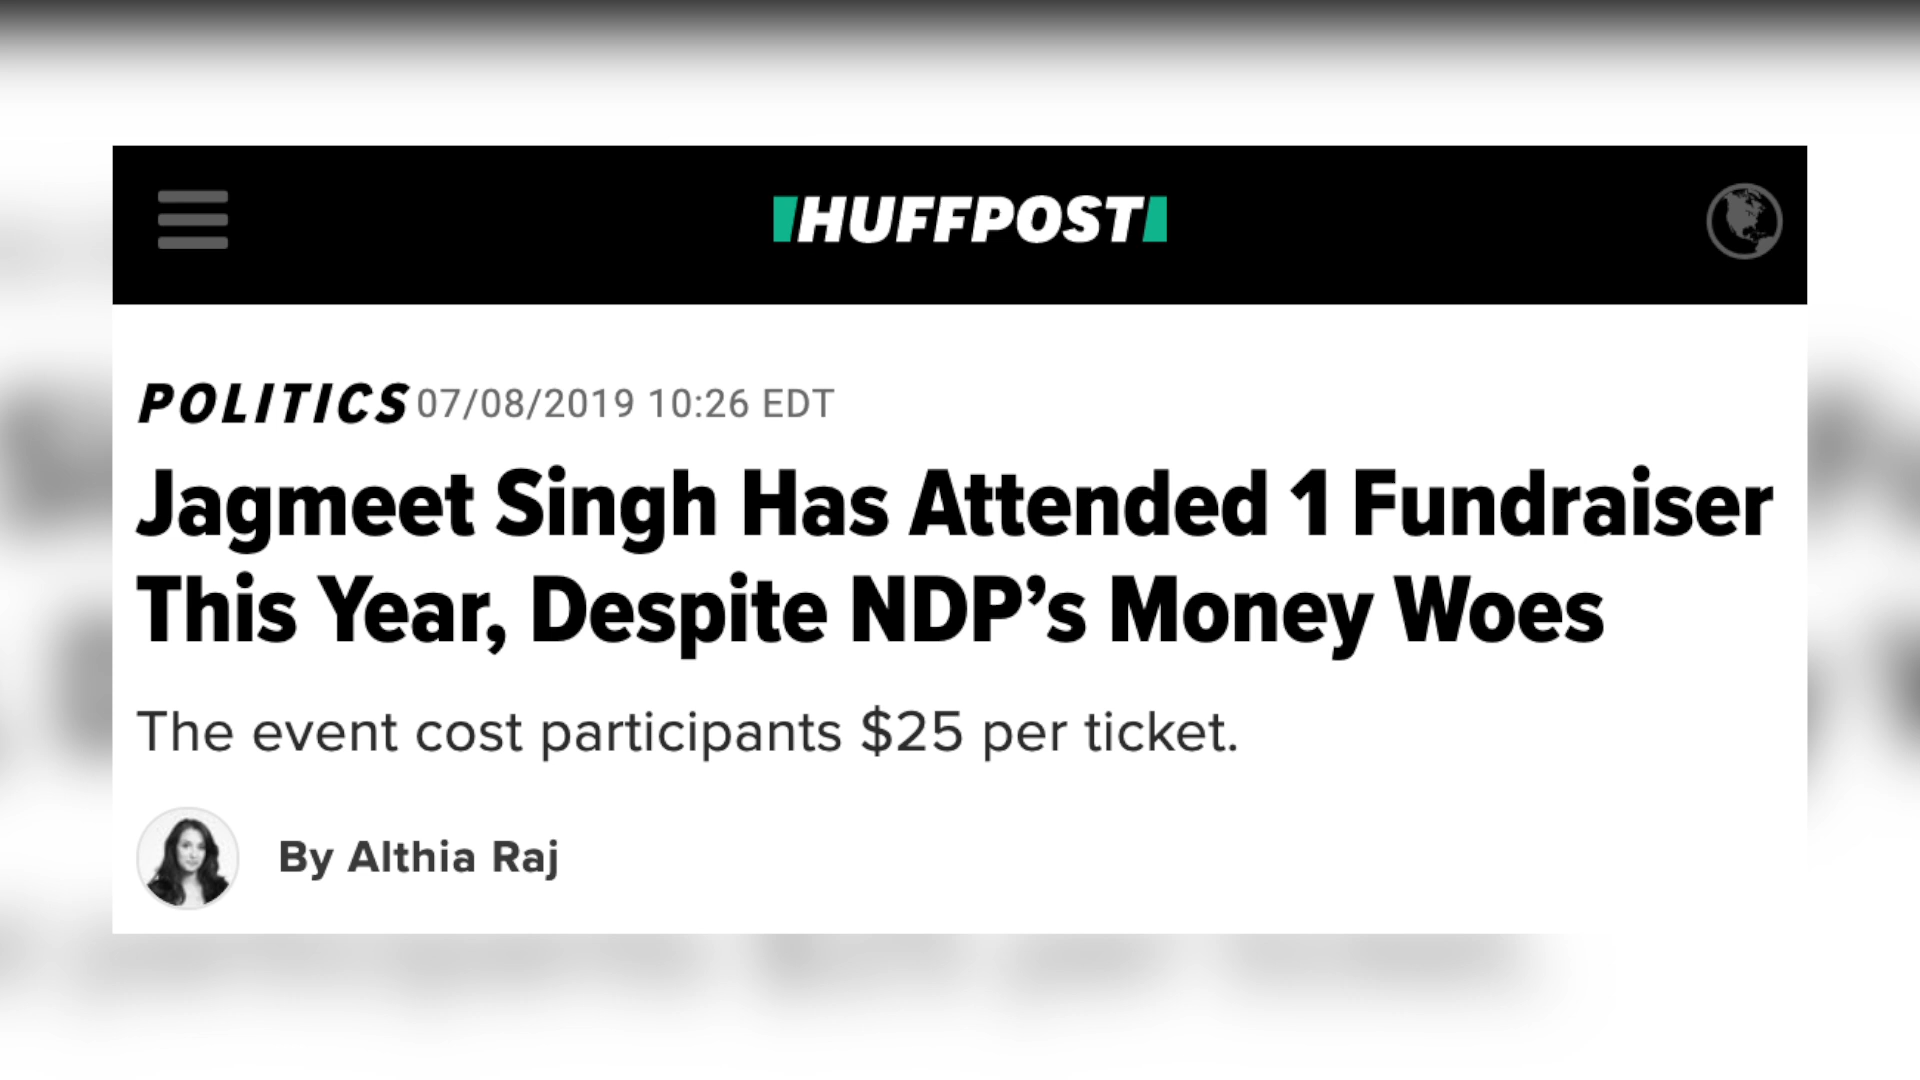 HUFFPOST
POLITICS 07/08/2019 10:26 EDT
Jagmeet Singh Has Attended 1 Fundraiser
This Year, Despite NDP’s Money Woes
The event cost participants $25 per ticket.
By Althia Raj